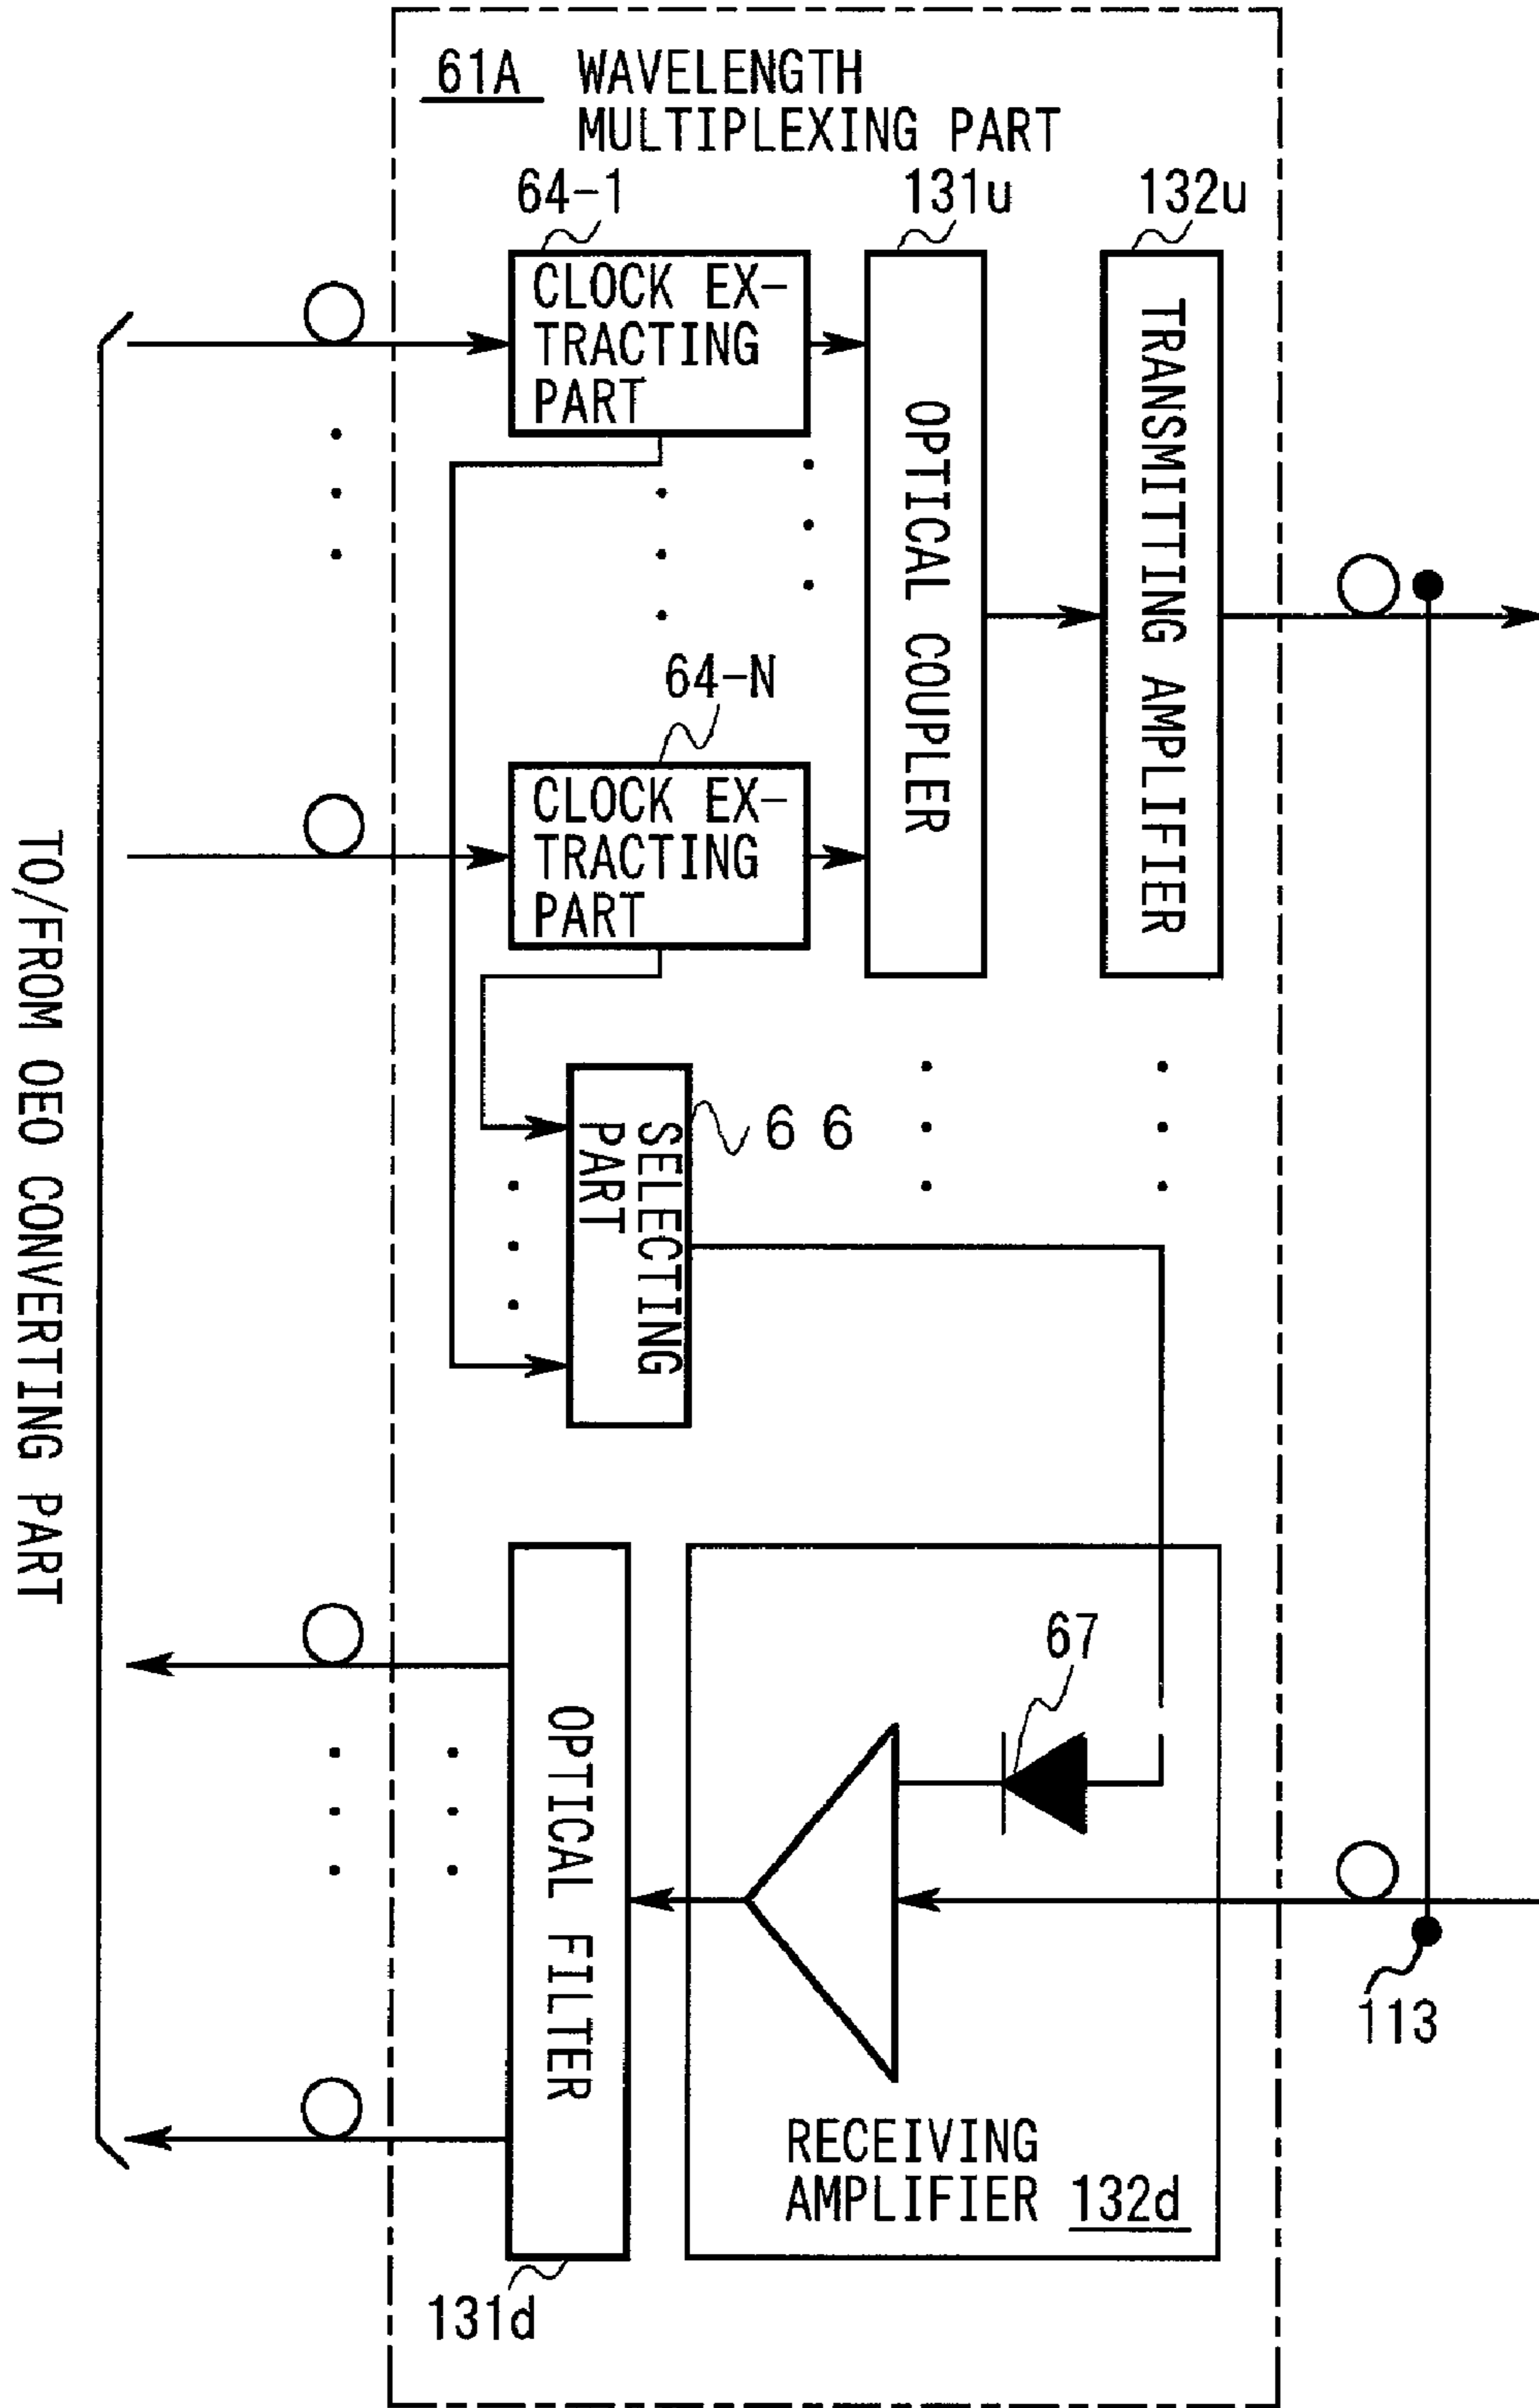 61A WAVELENGTH
MULTIPLEXING PART
64-1
131u
132u
CLOCK EX-
TRACTING
PART
OPTICAL COUPLER
TRANSMITTING AMPLIFIER
64-N
CLOCK EX-
TRACTING
PART
SELECTING
PART
66
TO/FROM OEO CONVERTING PART
67
OPTICAL FILTER
113
RECEIVING
AMPLIFIER 132d
131d